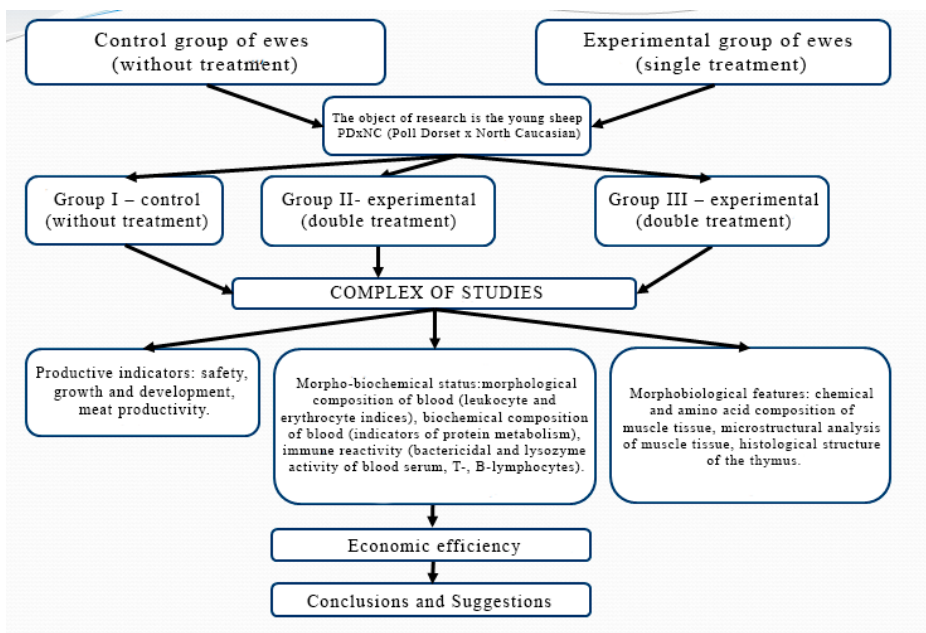 Control group of ewes
(without treatment)
Experimental group of ewes
(single treatment)
The object of research is the young sheep
PDxNC (Poll Dorset x North Caucasian)
Group I – control
(without treatment)
Group II- experimental
(double treatment)
Group III – experimental
(double treatment)
COMPLEX OF STUDIES
Productive indicators: safety,
growth and development,
meat productivity.
Morpho-biochemical status:morphological
composition of blood (leukocyte and
erythrocyte indices), biochemical composition
of blood (indicators of protein metabolism),
immune reactivity (bactericidal and lysozyme
activity of blood serum, T-, B-lymphocytes).
Morphobiological features: chemical
and amino acid composition of
muscle tissue, microstructural analysis
of muscle tissue, histological structure
of the thymus.
Economic efficiency
Conclusions and Suggestions